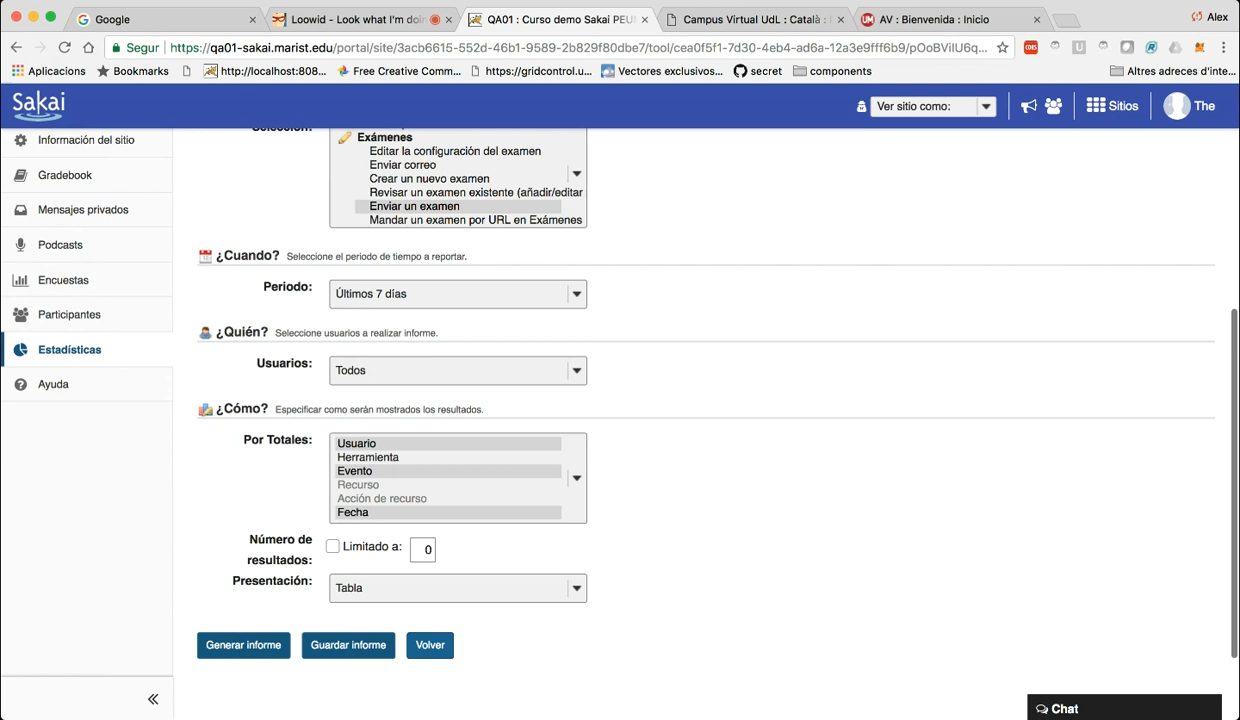 Google
Loowid - Look what I'm doin
QA01 : Curso demo Sakai PEU
Campus Virtual UdL : Català :
AV : Bienvenida : Inicio
Alex
Segur
https://qa01-sakai.marist.edu/portal/site/3acb6615-552d-46b1-9589-2b829f80dbe7/tool/cea0f5f1-7d30-4eb4-ad6a-12a3e9fff6b9/pOoBVilU6q...
Aplicacions
Bookmarks
http://localhost:808...
Free Creative Comm...
https://gridcontrol.u...
Vectores exclusivos...
secret
components
Altres adreces d'inte...
Sakai
Ver sitio como:
Sitios
The
Información del sitio
Gradebook
Mensajes privados
Podcasts
Encuestas
Participantes
Estadísticas
Ayuda
Selección:
Exámenes
Editar la configuración del examen
Enviar correo
Crear un nuevo examen
Revisar un examen existente (añadir/editar
Enviar un examen
Mandar un examen por URL en Exámenes
¿Cuando? Seleccione el periodo de tiempo a reportar.
Periodo: Últimos 7 días
¿Quién? Seleccione usuarios a realizar informe.
Usuarios: Todos
¿Cómo? Especificar como serán mostrados los resultados.
Por Totales: Usuario
Herramienta
Evento
Recurso
Acción de recurso
Fecha
Número de
resultados:
Limitado a: 0
Presentación: Tabla
Generar informe
Guardar informe
Volver
Chat